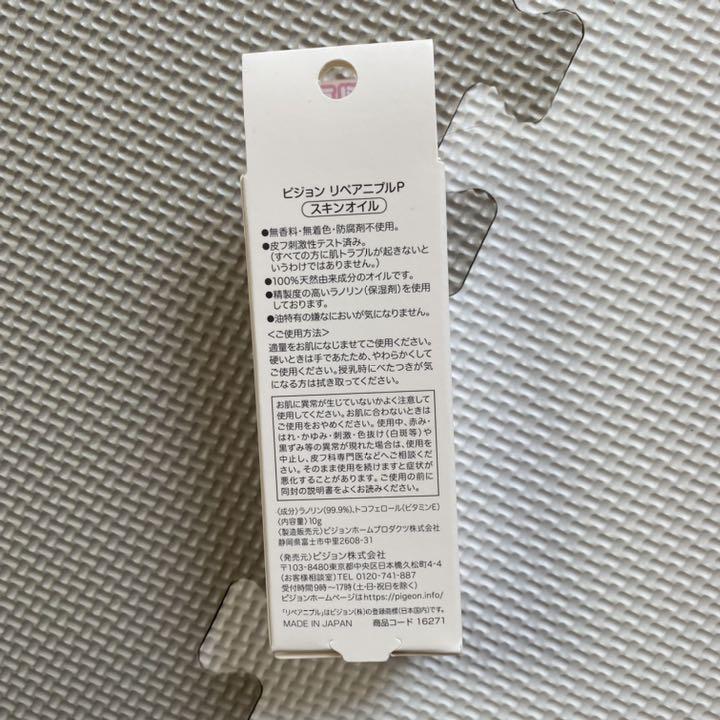 ピジョン リペアニプルP
スキンオイル
●無香料・無着色・防腐剤不使用。
●皮フ刺激性テスト済み。
(すべての方に肌トラブルが起きないと
いうわけではありません。)
●100%天然由来成分のオイルです。
●精製度の高いラノリン(保湿剤)を使用
しております。
●油特有の嫌なにおいが気になりません。
<ご使用方法>
適量をお肌になじませてご使用ください。
硬いときは手であたため、やわらかくして
ご使用ください。授乳時にべたつきが気
になる方は拭き取ってください。
お肌に異常が生じていないかよく注意して
使用してください。お肌に合わないときは
ご使用をおやめください。使用中、赤み・
はれ・かゆみ・刺激・色抜け(白斑等)や
黒ずみ等の異常が現れた場合は、使用を
中止し、皮フ科専門医などへご相談くださ
い。そのまま使用を続けますと症状が
悪化することがあります。ご使用の前に
同封の説明書をよくお読みください。
〈成分〉ラノリン(99.9%)、トコフェロール(ビタミンE)
〈内容量〉10g
〈製造販売元〉ピジョンホームプロダクツ株式会社
静岡県富士市中里2608-31
〈発売元〉ピジョン株式会社
〒103-8480東京都中央区日本橋久松町4-4
(お客様相談室)TEL 0120-741-887
受付時間9時〜17時(土・日・祝日を除く)
ピジョンホームページはhttps://pigeon.info/
「リペアニプル」はピジョン(株)の登録商標(日本国内)です。
MADE IN JAPAN 商品コード 16271